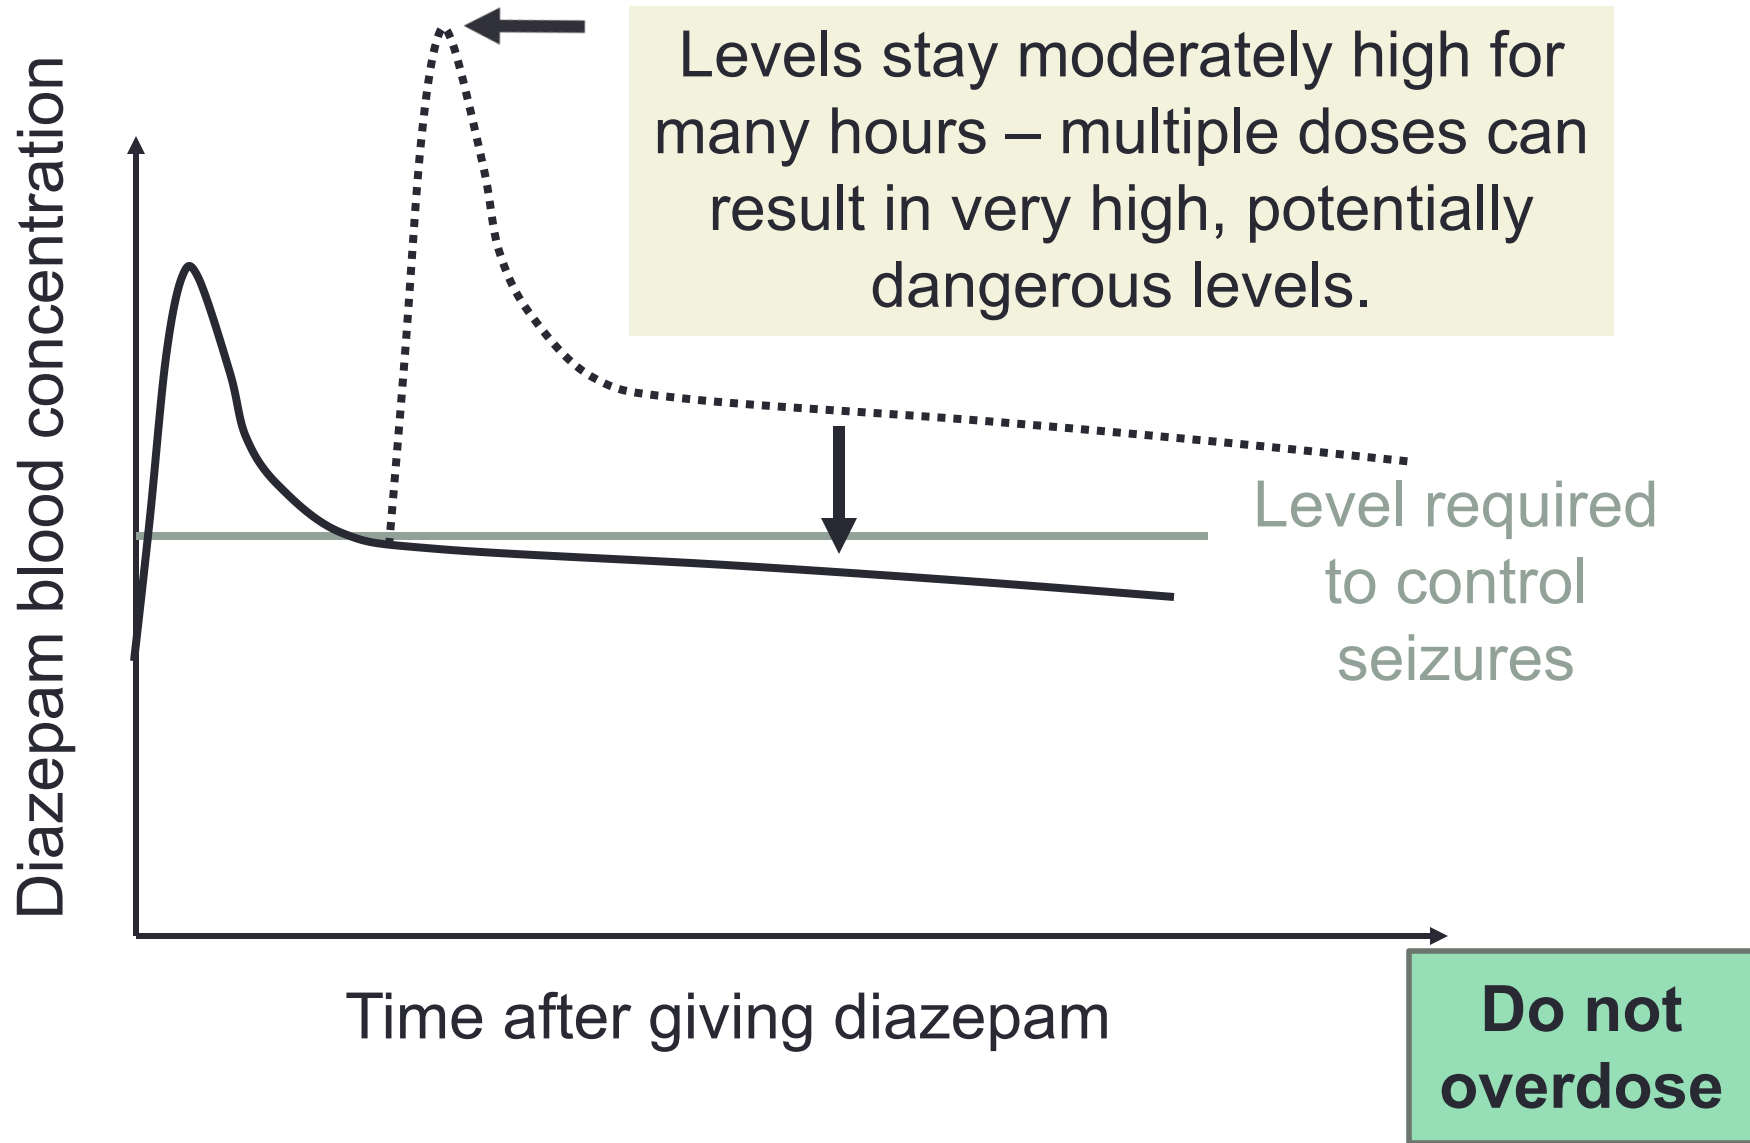 Levels stay moderately high for
many hours – multiple doses can
result in very high, potentially
dangerous levels.
Diazepam blood concentration
Level required
to control
seizures
Time after giving diazepam
Do not
overdose